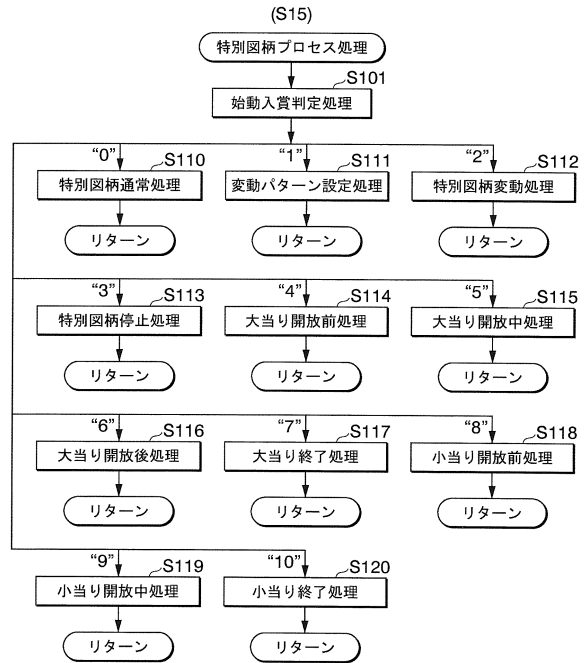 (S15)
特別図柄プロセス処理
S101
始動入賞判定処理
“0” S110 “1” S111 “2” S112
特別図柄通常処理 変動パターン設定処理 特別図柄変動処理
リターン リターン リターン
“3” S113 “4” S114 “5” S115
特別図柄停止処理 大当り開放前処理 大当り開放中処理
リターン リターン リターン
“6” S116 “7” S117 “8” S118
大当り開放後処理 大当り終了処理 小当り開放前処理
リターン リターン リターン
“9” S119 “10” S120
小当り開放中処理 小当り終了処理
リターン リターン